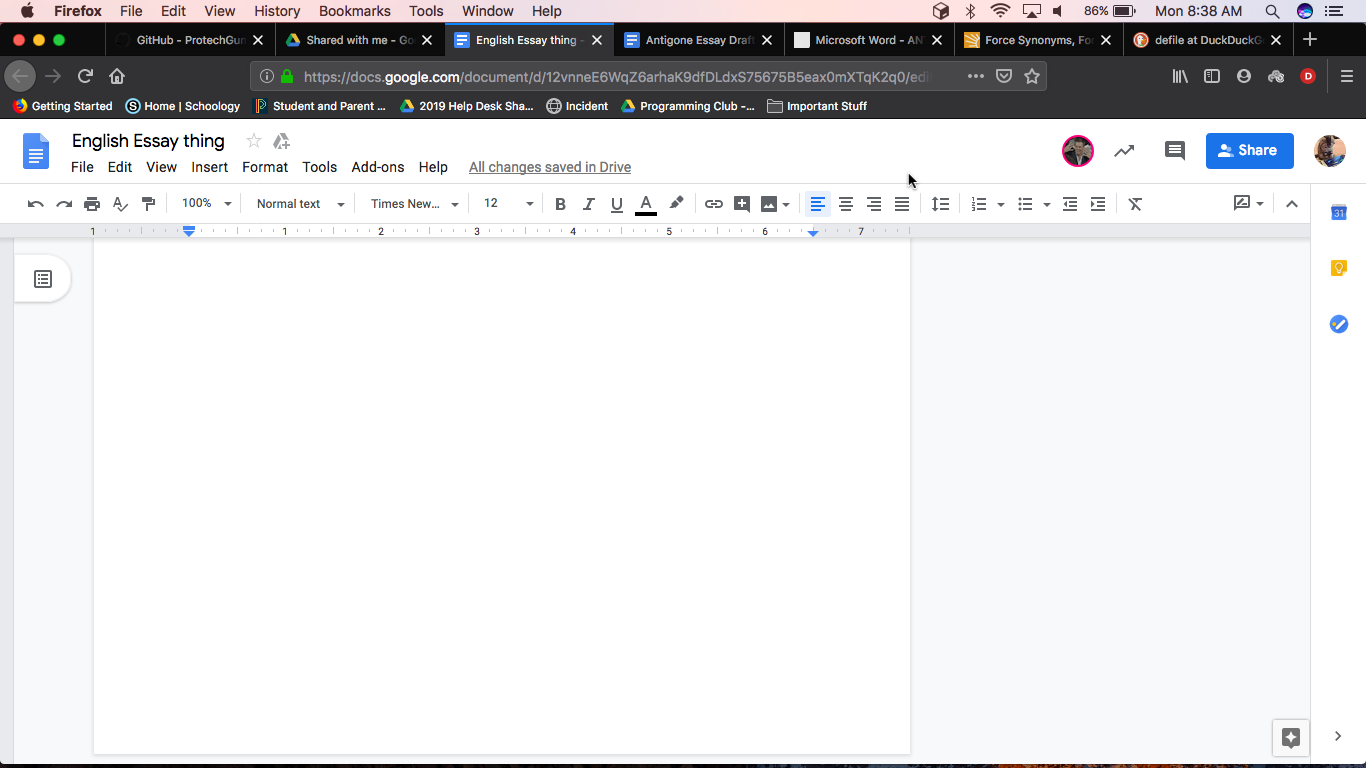 Firefox File Edit View History Bookmarks Tools Window Help 86% Mon 8:38 AM
GitHub - ProtechGun Shared with me - Go English Essay thing - Antigone Essay Draft Microsoft Word - AN Force Synonyms, For defile at DuckDuckG
https://docs.google.com/document/d/12vnneE6WqZ6arhaK9dfDLdxS75675B5eax0mXTqK2q0/edi
Getting Started Home | Schoology Student and Parent ... 2019 Help Desk Sha... Incident Programming Club -... Important Stuff
English Essay thing
Share
File Edit View Insert Format Tools Add-ons Help All changes saved in Drive
100% Normal text Times New... 12 B I U A
1 1 2 3 4 5 6 7
31